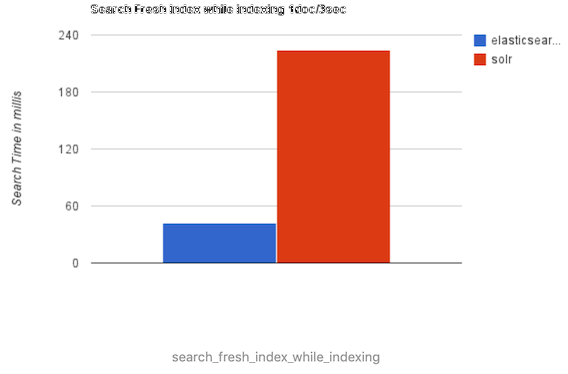 Search Fresh index while indexing 1doc/3sec
240
elasticsear...
solr
180
Search Time in millis
120
60
0
search_fresh_index_while_indexing